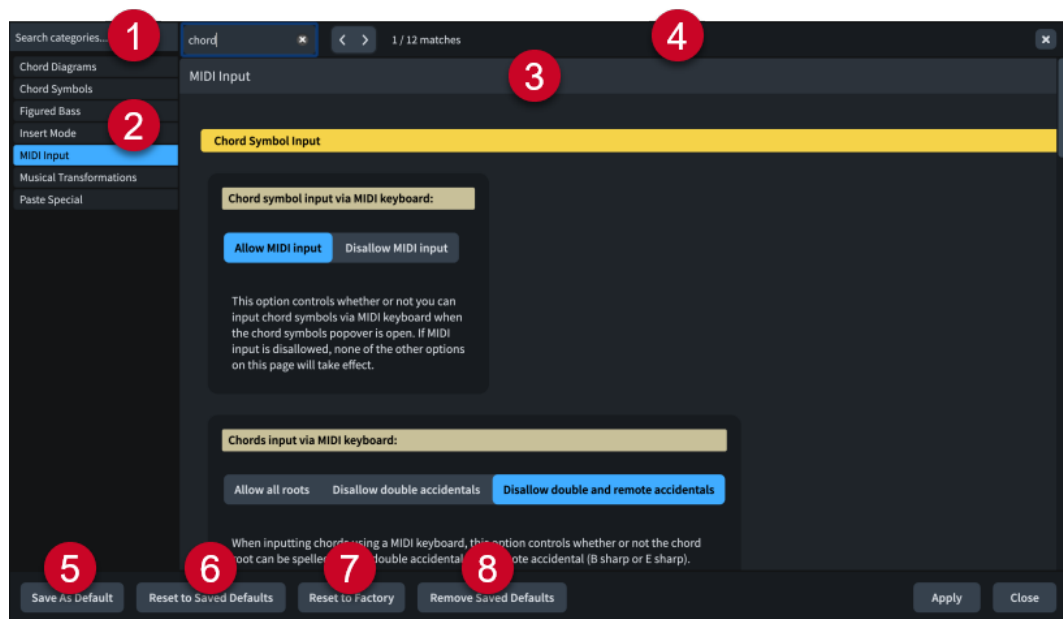 Search categories...
1
chord
1 / 12 matches
4
Chord Diagrams
Chord Symbols
Figured Bass
Insert Mode
MIDI Input
Musical Transformations
Paste Special
2
MIDI Input
3
Chord Symbol Input
Chord symbol input via MIDI keyboard:
Allow MIDI input
Disallow MIDI input
This option controls whether or not you can
input chord symbols via MIDI keyboard when
the chord symbols popover is open. If MIDI
input is disallowed, none of the other options
on this page will take effect.
Chords input via MIDI keyboard:
Allow all roots
Disallow double accidentals
Disallow double and remote accidentals
When inputting chords using a MIDI keyboard, this option controls whether or not the chord
root can be spelled double accidental ote accidental (B sharp or E sharp).
5
6
7
8
Save As Default
Reset to Saved Defaults
Reset to Factory
Remove Saved Defaults
Apply
Close